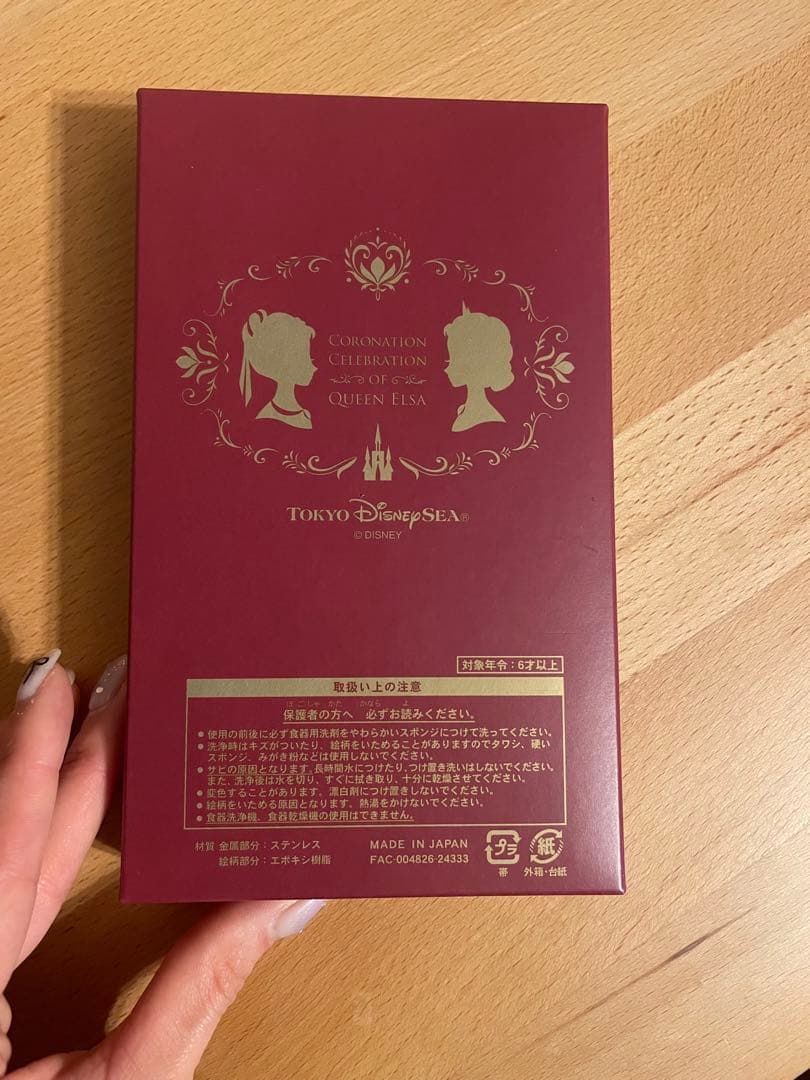 CORONATION
CELEBRATION
OF
QUEEN ELSA
TOKYO DISNEYSEA®
© DISNEY
対象年令：6才以上
取扱い上の注意
ほごしゃ かた かなら よ
保護者の方へ 必ずお読みください。
● 使用の前後に必ず食器用洗剤をやわらかいスポンジにつけて洗ってください。
● 洗浄時はキズがついたり、絵柄をいためることがありますのでタワシ、硬い
スポンジ、みがき粉などは使用しないでください。
● サビの原因となります。長時間水につけたり、つけ置き洗いはしないでください。
また、洗浄後は水を切り、すぐに拭き取り、十分に乾燥させてください。
● 変色することがあります。漂白剤につけ置きしないでください。
● 絵柄をいためる原因となります。熱湯をかけないでください。
● 食器洗浄機、食器乾燥機の使用はできません。
材質 金属部分：ステンレス
絵柄部分：エポキシ樹脂
MADE IN JAPAN
FAC-004826-24333
プラ
帯
紙
外箱・台紙